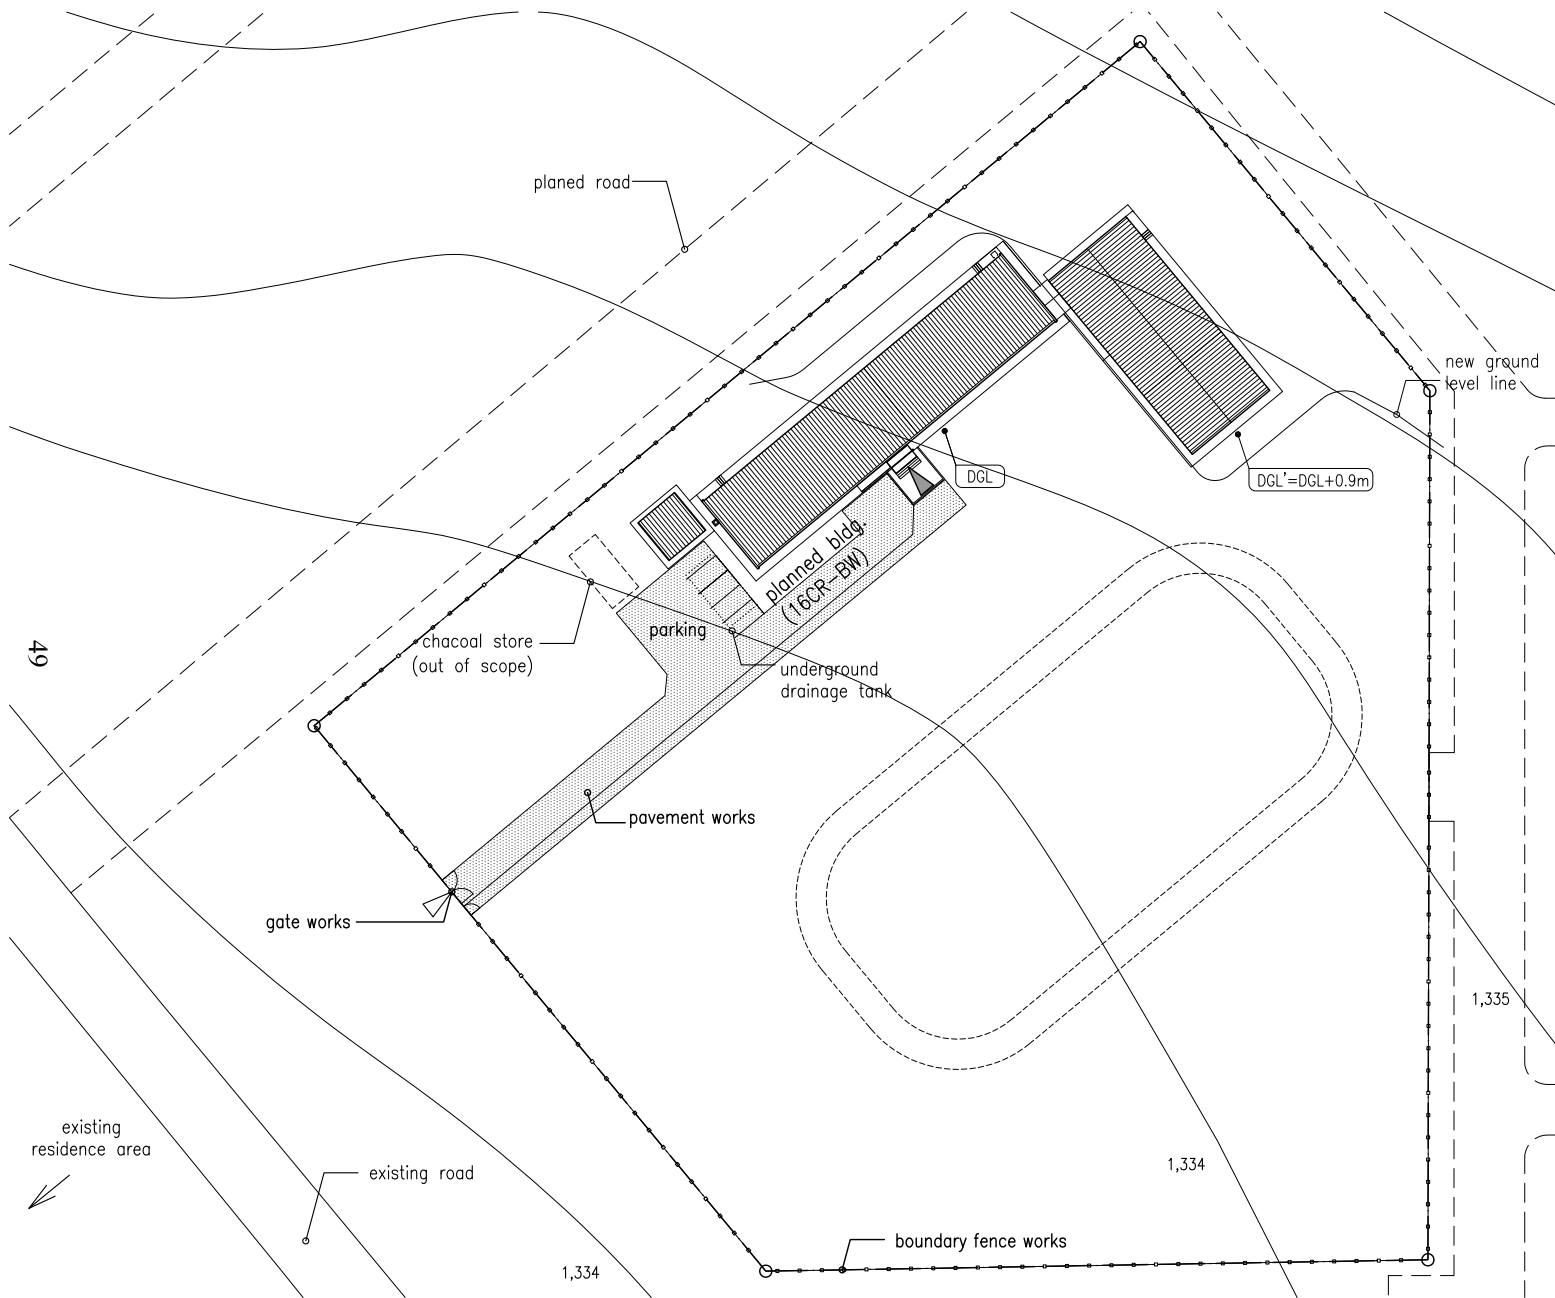 planed road
new ground
level line
DGL
DGL'=DGL+0.9m
planned bldg.
(16CR-BW)
parking
chacoal store
(out of scope)
underground
drainage tank
49
pavement works
gate works
1,335
existing
residence area
existing road
1,334
boundary fence works
1,334